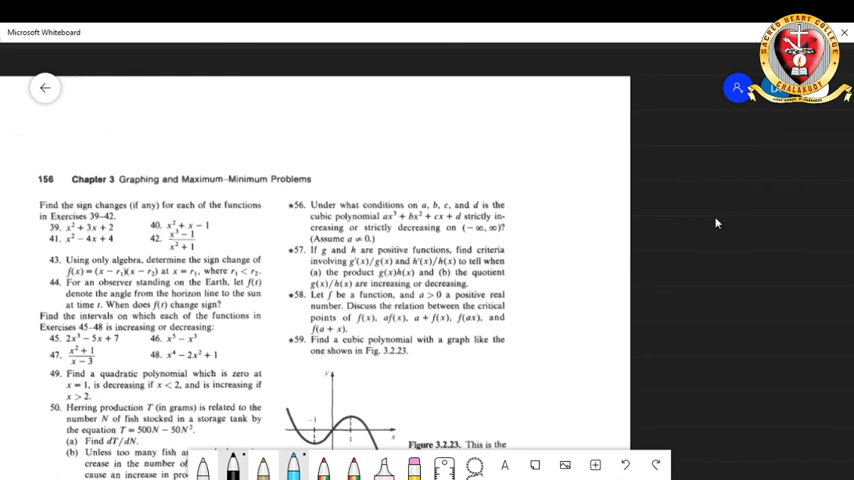 Microsoft Whiteboard
SACRED HEART COLLEGE
CHALAKUDY
156 Chapter 3 Graphing and Maximum–Minimum Problems
Find the sign changes (if any) for each of the functions
in Exercises 39–42.
39. x² + 3x + 2 40. x² + x − 1
41. x² − 4x + 4 42. (x³ − 1)/(x² + 1)
43. Using only algebra, determine the sign change of
f(x) = (x − r₁)(x − r₂) at x = r₁, where r₁ < r₂.
44. For an observer standing on the Earth, let f(t)
denote the angle from the horizon line to the sun
at time t. When does f(t) change sign?
Find the intervals on which each of the functions in
Exercises 45–48 is increasing or decreasing:
45. 2x³ − 5x + 7 46. x⁵ − x³
47. (x² + 1)/(x − 3) 48. x⁴ − 2x² + 1
49. Find a quadratic polynomial which is zero at
x = 1, is decreasing if x < 2, and is increasing if
x > 2.
50. Herring production T (in grams) is related to the
number N of fish stocked in a storage tank by
the equation T = 500N − 50N².
(a) Find dT/dN.
(b) Unless too many fish
crease in the number of
cause an increase in
★56. Under what conditions on a, b, c, and d is the
cubic polynomial ax³ + bx² + cx + d strictly in-
creasing or strictly decreasing on (−∞, ∞)?
(Assume a ≠ 0.)
★57. If g and h are positive functions, find criteria
involving g′(x)/g(x) and h′(x)/h(x) to tell when
(a) the product g(x)h(x) and (b) the quotient
g(x)/h(x) are increasing or decreasing.
★58. Let f be a function, and a > 0 a positive real
number. Discuss the relation between the critical
points of f(x), af(x), a + f(x), f(ax), and
f(a + x).
★59. Find a cubic polynomial with a graph like the
one shown in Fig. 3.2.23.
y
−1
1
x
Figure 3.2.23. This is the
A